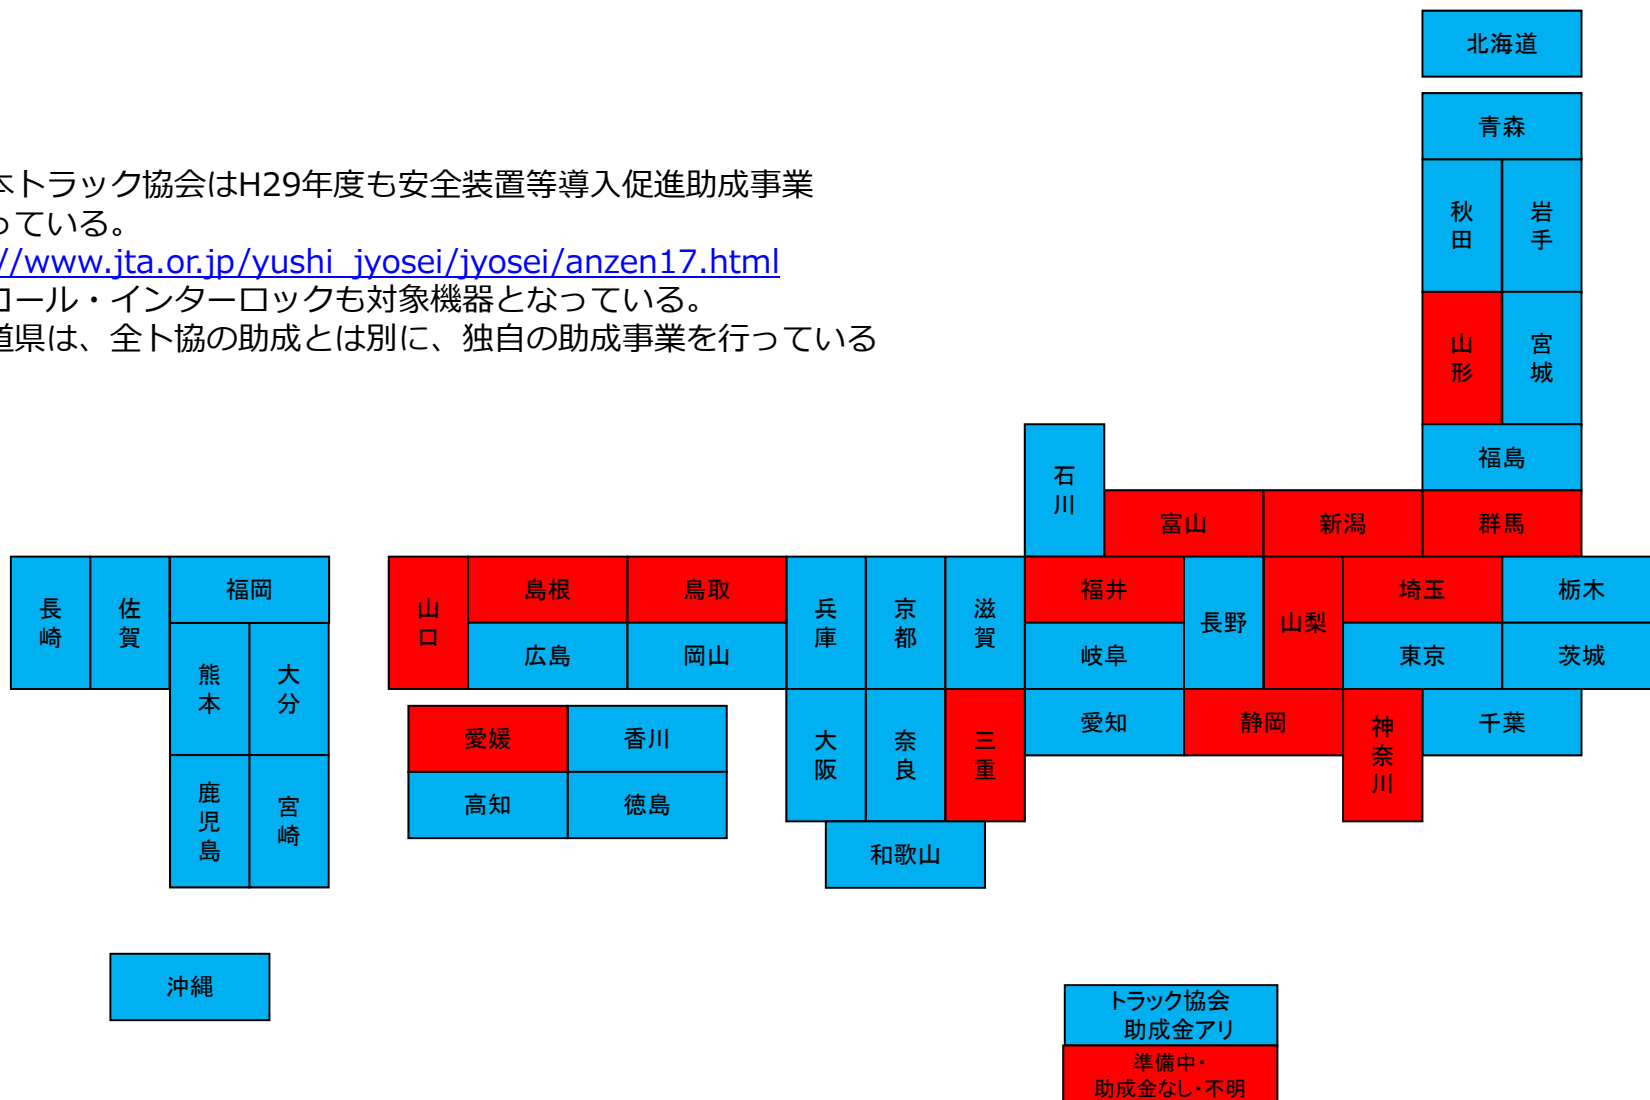 北海道
青森
本トラック協会はH29年度も安全装置等導入促進助成事業
っている。
//www.jta.or.jp/yushi_jyosei/jyosei/anzen17.html
コール・インターロックも対象機器となっている。
道県は、全ト協の助成とは別に、独自の助成事業を行っている
秋田
岩手
山形
宮城
福島
石川
富山
新潟
群馬
長崎
佐賀
福岡
熊本
大分
鹿児島
宮崎
沖縄
山口
島根
鳥取
広島
岡山
愛媛
香川
高知
徳島
兵庫
京都
滋賀
大阪
奈良
三重
和歌山
福井
岐阜
愛知
長野
山梨
静岡
埼玉
栃木
東京
茨城
神奈川
千葉
トラック協会
助成金アリ
準備中・
助成金なし・不明